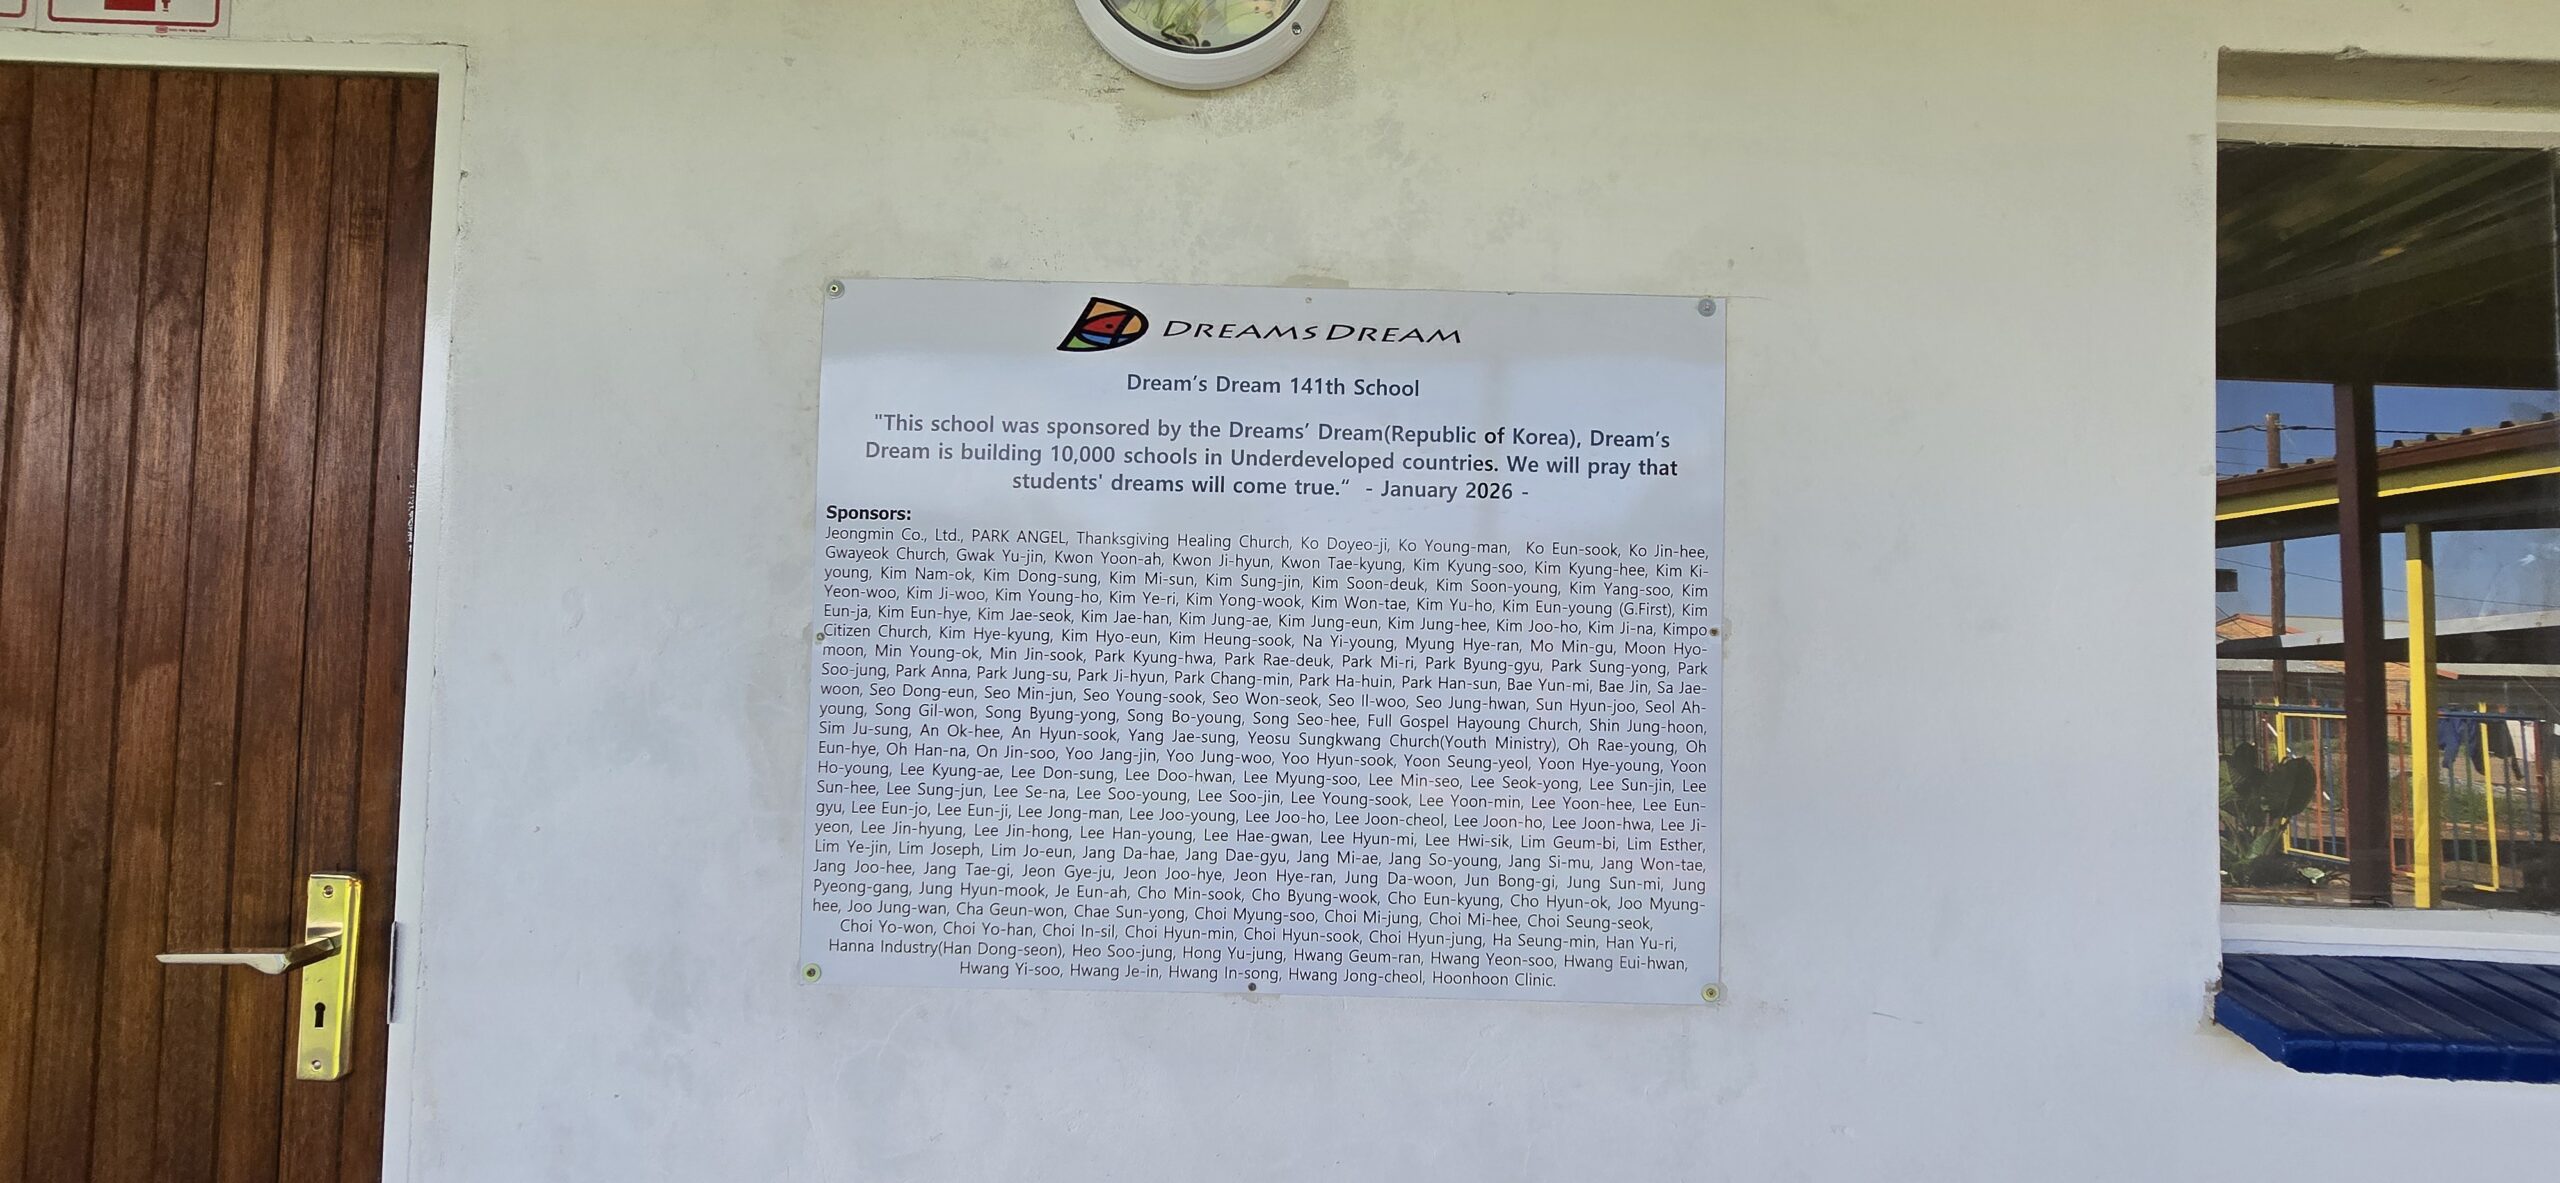 DREAMS DREAM
Dream's Dream 141th School
"This school was sponsored by the Dreams' Dream(Republic of Korea), Dream's
Dream is building 10,000 schools in Underdeveloped countries. We will pray that
students' dreams will come true.“ - January 2026 -
Sponsors:
Jeongmin Co., Ltd., PARK ANGEL, Thanksgiving Healing Church, Ko Doyeo-ji, Ko Young-man, Ko Eun-sook, Ko Jin-hee,
Gwayeok Church, Gwak Yu-jin, Kwon Yoon-ah, Kwon Ji-hyun, Kwon Tae-kyung, Kim Kyung-soo, Kim Kyung-hee, Kim Ki-
young, Kim Nam-ok, Kim Dong-sung, Kim Mi-sun, Kim Sung-jin, Kim Soon-deuk, Kim Soon-young, Kim Yang-soo, Kim
Yeon-woo, Kim Ji-woo, Kim Young-ho, Kim Ye-ri, Kim Yong-wook, Kim Won-tae, Kim Yu-ho, Kim Eun-young (G.First), Kim
Eun-ja, Kim Eun-hye, Kim Jae-seok, Kim Jae-han, Kim Jung-ae, Kim Jung-eun, Kim Jung-hee, Kim Joo-ho, Kim Ji-na, Kimpo
Citizen Church, Kim Hye-kyung, Kim Hyo-eun, Kim Heung-sook, Na Yi-young, Myung Hye-ran, Mo Min-gu, Moon Hyo-
moon, Min Young-ok, Min Jin-sook, Park Kyung-hwa, Park Rae-deuk, Park Mi-ri, Park Byung-gyu, Park Sung-yong, Park
Soo-jung, Park Anna, Park Jung-su, Park Ji-hyun, Park Chang-min, Park Ha-huin, Park Han-sun, Bae Yun-mi, Bae Jin, Sa Jae-
woon, Seo Dong-eun, Seo Min-jun, Seo Young-sook, Seo Won-seok, Seo Il-woo, Seo Jung-hwan, Sun Hyun-joo, Seol Ah-
young, Song Gil-won, Song Byung-yong, Song Bo-young, Song Seo-hee, Full Gospel Hayoung Church, Shin Jung-hoon,
Sim Ju-sung, An Ok-hee, An Hyun-sook, Yang Jae-sung, Yeosu Sungkwang Church(Youth Ministry), Oh Rae-young, Oh
Eun-hye, Oh Han-na, On Jin-soo, Yoo Jang-jin, Yoo Jung-woo, Yoo Hyun-sook, Yoon Seung-yeol, Yoon Hye-young, Yoon
Ho-young, Lee Kyung-ae, Lee Don-sung, Lee Doo-hwan, Lee Myung-soo, Lee Min-seo, Lee Seok-yong, Lee Sun-jin, Lee
Sun-hee, Lee Sung-jun, Lee Se-na, Lee Soo-young, Lee Soo-jin, Lee Young-sook, Lee Yoon-min, Lee Yoon-hee, Lee Eun-
gyu, Lee Eun-jo, Lee Eun-ji, Lee Jong-man, Lee Joo-young, Lee Joo-ho, Lee Joon-cheol, Lee Joon-ho, Lee Joon-hwa, Lee Ji-
yeon, Lee Jin-hyung, Lee Jin-hong, Lee Han-young, Lee Hae-gwan, Lee Hyun-mi, Lee Hwi-sik, Lim Geum-bi, Lim Esther,
Lim Ye-jin, Lim Joseph, Lim Jo-eun, Jang Da-hae, Jang Dae-gyu, Jang Mi-ae, Jang So-young, Jang Si-mu, Jang Won-tae,
Jang Joo-hee, Jang Tae-gi, Jeon Gye-ju, Jeon Joo-hye, Jeon Hye-ran, Jung Da-woon, Jun Bong-gi, Jung Sun-mi, Jung
Pyeong-gang, Jung Hyun-mook, Je Eun-ah, Cho Min-sook, Cho Byung-wook, Cho Eun-kyung, Cho Hyun-ok, Joo Myung-
hee, Joo Jung-wan, Cha Geun-won, Chae Sun-yong, Choi Myung-soo, Choi Mi-jung, Choi Mi-hee, Choi Seung-seok,
Choi Yo-won, Choi Yo-han, Choi In-sil, Choi Hyun-min, Choi Hyun-sook, Choi Hyun-jung, Ha Seung-min, Han Yu-ri,
Hanna Industry(Han Dong-seon), Heo Soo-jung, Hong Yu-jung, Hwang Geum-ran, Hwang Yeon-soo, Hwang Eui-hwan,
Hwang Yi-soo, Hwang Je-in, Hwang In-song, Hwang Jong-cheol, Hoonhoon Clinic.